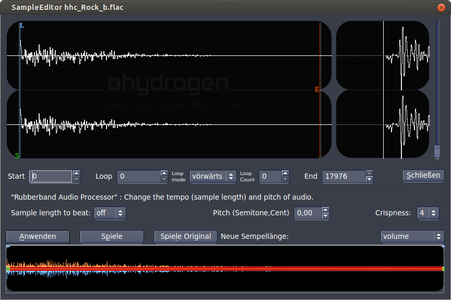 SampleEditor hhc_Rock_b.flac
L
hydrogen
E
S
Start 0 Loop 0 Loop mode vorwärts Loop Count 0 End 17976 Schließen
"Rubberband Audio Processor" : Change the tempo (sample length) and pitch of audio.
Sample length to beat: off Pitch (Semitone,Cent) 0,00 Crispness: 4
Anwenden Spiele Spiele Original Neue Sempellänge: volume